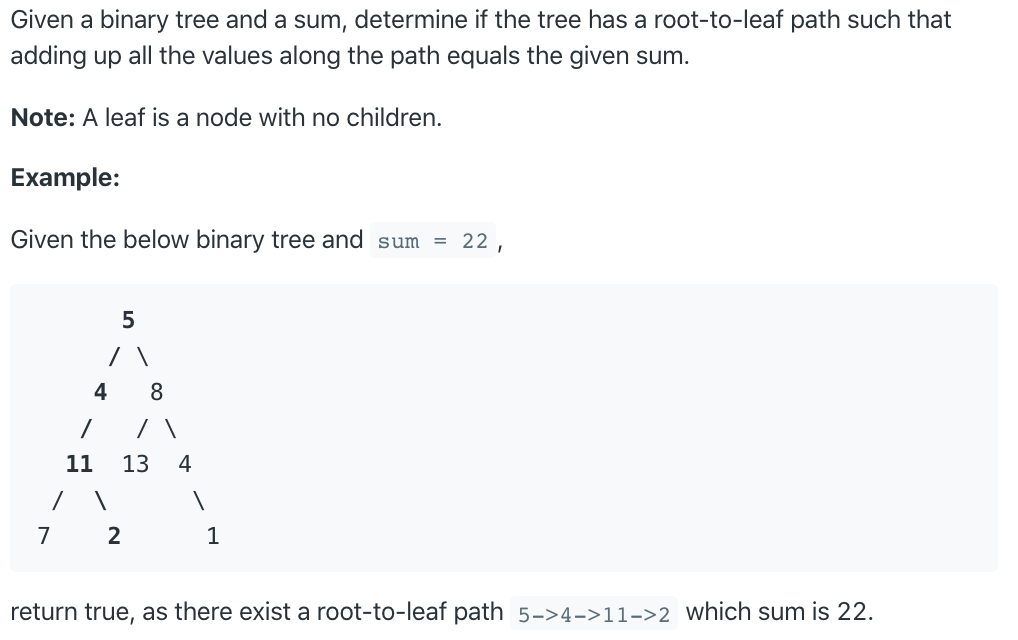 Given a binary tree and a sum, determine if the tree has a root-to-leaf path such that
adding up all the values along the path equals the given sum.
Note: A leaf is a node with no children.
Example:
Given the below binary tree and sum = 22 ,
5
/ \
4 8
/ / \
11 13 4
/ \ \
7 2 1
return true, as there exist a root-to-leaf path 5->4->11->2 which sum is 22.